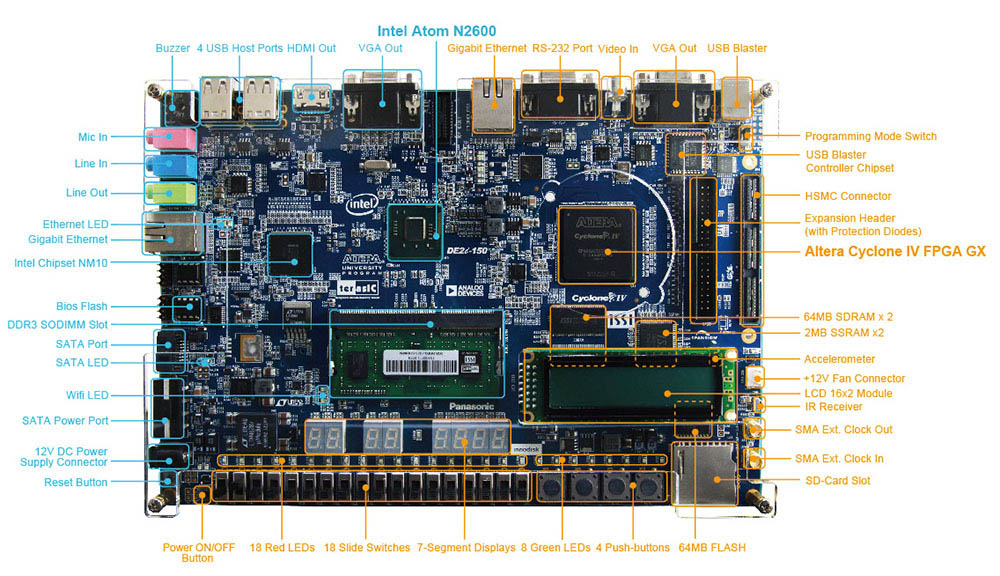 Intel Atom N2600
Buzzer
4 USB Host Ports
HDMI Out
VGA Out
Gigabit Ethernet
RS-232 Port
Video In
VGA Out
USB Blaster
Mic In
Line In
Line Out
Ethernet LED
Gigabit Ethernet
Intel Chipset NM10
Bios Flash
DDR3 SODIMM Slot
SATA Port
SATA LED
Wifi LED
SATA Power Port
12V DC Power
Supply Connector
Reset Button
Programming Mode Switch
USB Blaster
Controller Chipset
HSMC Connector
Expansion Header
(with Protection Diodes)
Altera Cyclone IV FPGA GX
64MB SDRAM x 2
2MB SSRAM x2
Accelerometer
+12V Fan Connector
LCD 16x2 Module
IR Receiver
SMA Ext. Clock Out
SMA Ext. Clock In
SD-Card Slot
intel
DE2i-150
ALTERA
UNIVERSITY
PROGRAM
terasIC
ANALOG
DEVICES
ALTERA
Cyclone IV
Cyclone IV
ISSI
Panasonic
innodisk
Power ON/OFF
Button
18 Red LEDs
18 Slide Switches
7-Segment Displays
8 Green LEDs
4 Push-buttons
64MB FLASH